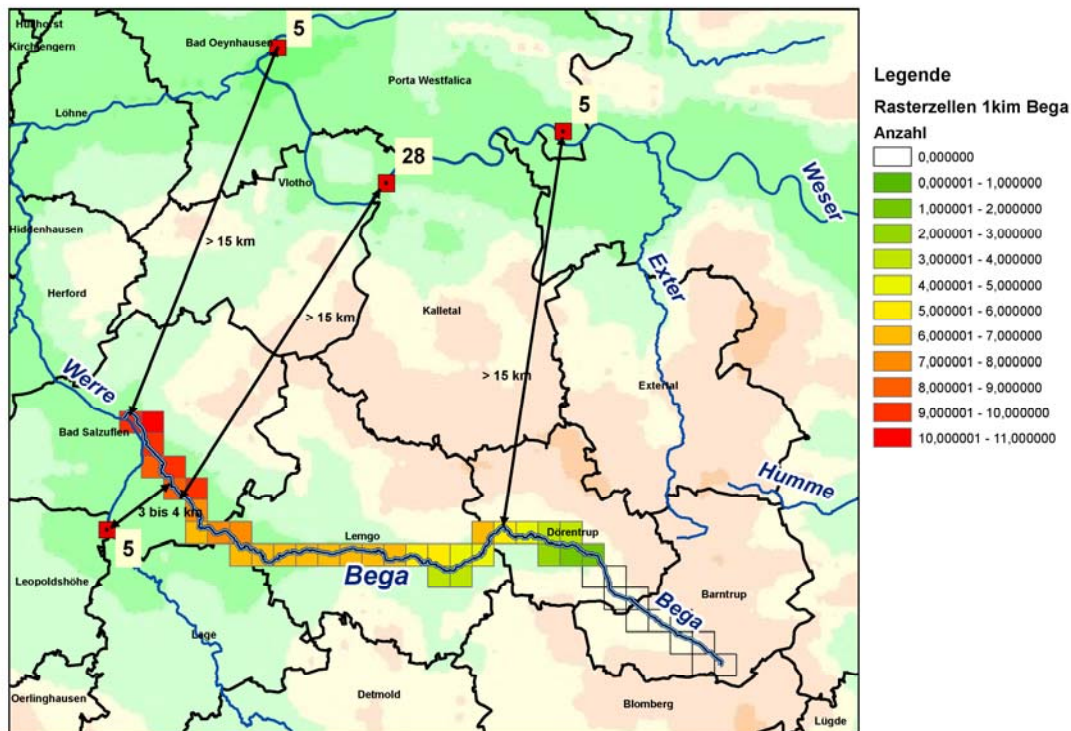 Hüllhorst
Kirchlengern
5
Bad Oeynhausen
Porta Westfalica
5
Löhne
28
Vlotho
Weser
Hiddenhausen
> 15 km
Exter
Herford
Kalletal
> 15 km
> 15 km
Extertal
Werre
Bad Salzuflen
Humme
3 bis 4 km
5
Lemgo
Dörentrup
Bega
Leopoldshöhe
Bega
Barntrup
Lage
Oerlinghausen
Detmold
Blomberg
Lügde
Legende
Rasterzellen 1km Bega
Anzahl
0,000000
0,000001 - 1,000000
1,000001 - 2,000000
2,000001 - 3,000000
3,000001 - 4,000000
4,000001 - 5,000000
5,000001 - 6,000000
6,000001 - 7,000000
7,000001 - 8,000000
8,000001 - 9,000000
9,000001 - 10,000000
10,000001 - 11,000000